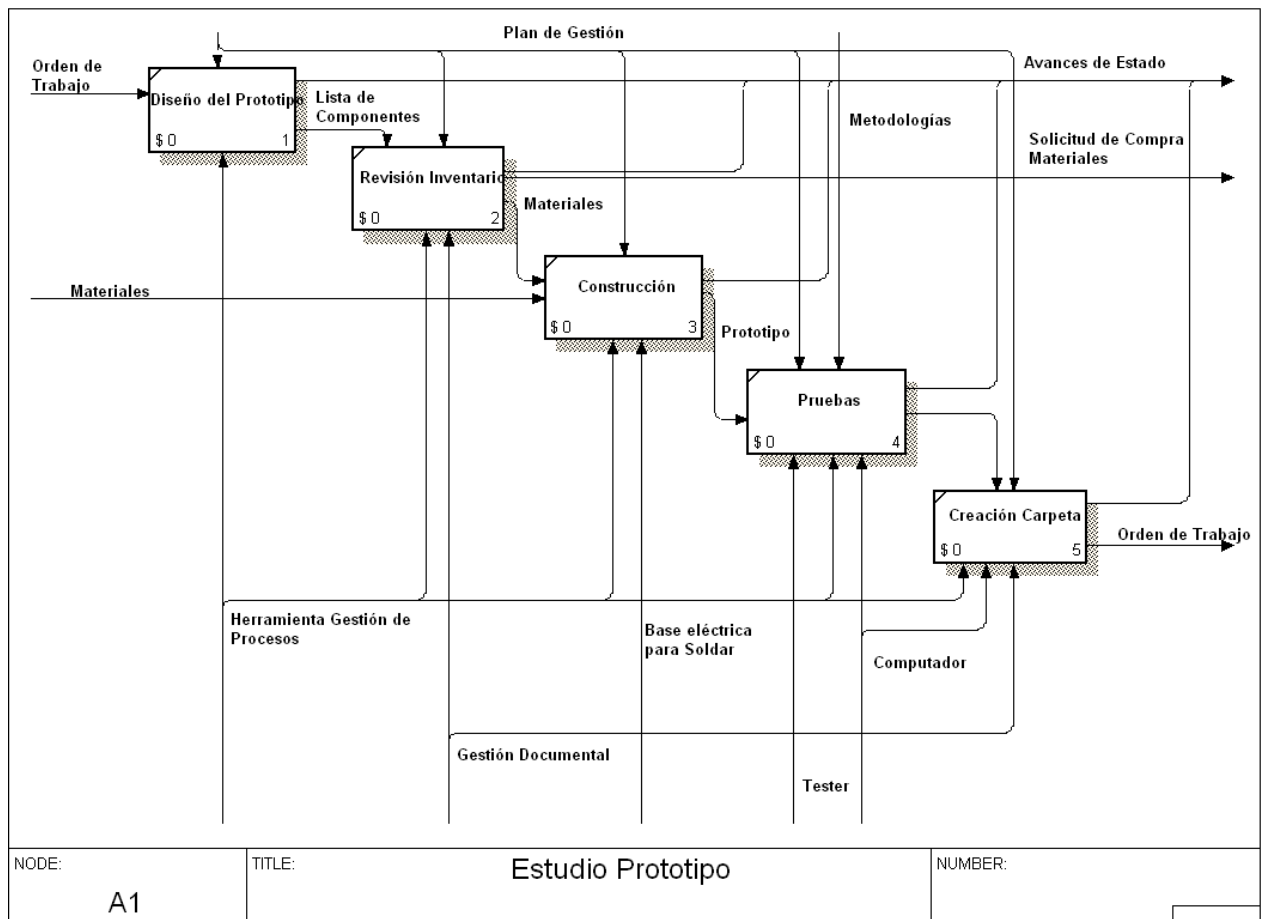 Plan de Gestión
Orden de
Trabajo
Avances de Estado
Diseño del Prototipo
$ 0
1
Lista de
Componentes
Metodologías
Solicitud de Compra
Materiales
Revisión Inventario
$ 0
2
Materiales
Materiales
Construcción
$ 0
3
Prototipo
Pruebas
$ 0
4
Creación Carpeta
$ 0
5
Orden de Trabajo
Herramienta Gestión de
Procesos
Base eléctrica
para Soldar
Computador
Gestión Documental
Tester
NODE:
A1
TITLE:
Estudio Prototipo
NUMBER: